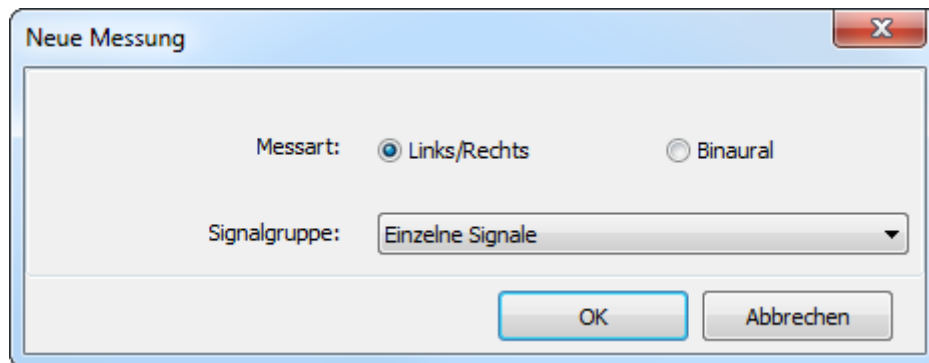 Neue Messung
Messart: Links/Rechts Binaural
Signalgruppe: Einzelne Signale
OK Abbrechen